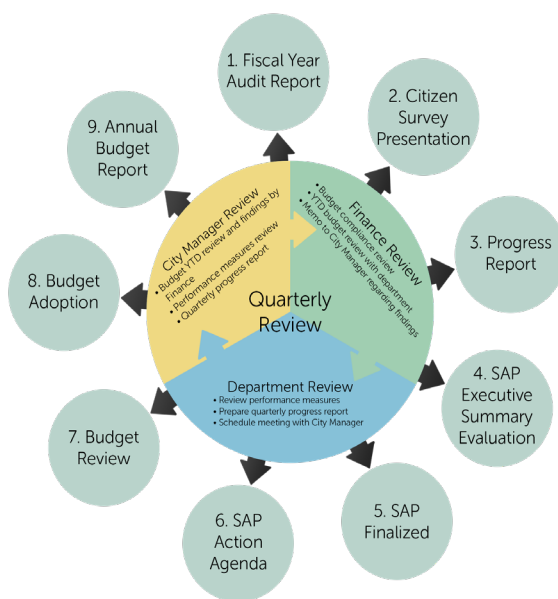 1. Fiscal Year
Audit Report
2. Citizen
Survey
Presentation
3. Progress
Report
4. SAP
Executive
Summary
Evaluation
5. SAP
Finalized
6. SAP
Action
Agenda
7. Budget
Review
8. Budget
Adoption
9. Annual
Budget
Report
City Manager Review
• Budget YTD review and findings by
Finance
• Performance measures review
• Quarterly progress report
Finance Review
• Budget compliance review
• YTD budget review with department
• Memo to City Manager regarding findings
Quarterly
Review
Department Review
• Review performance measures
• Prepare quarterly progress report
• Schedule meeting with City Manager